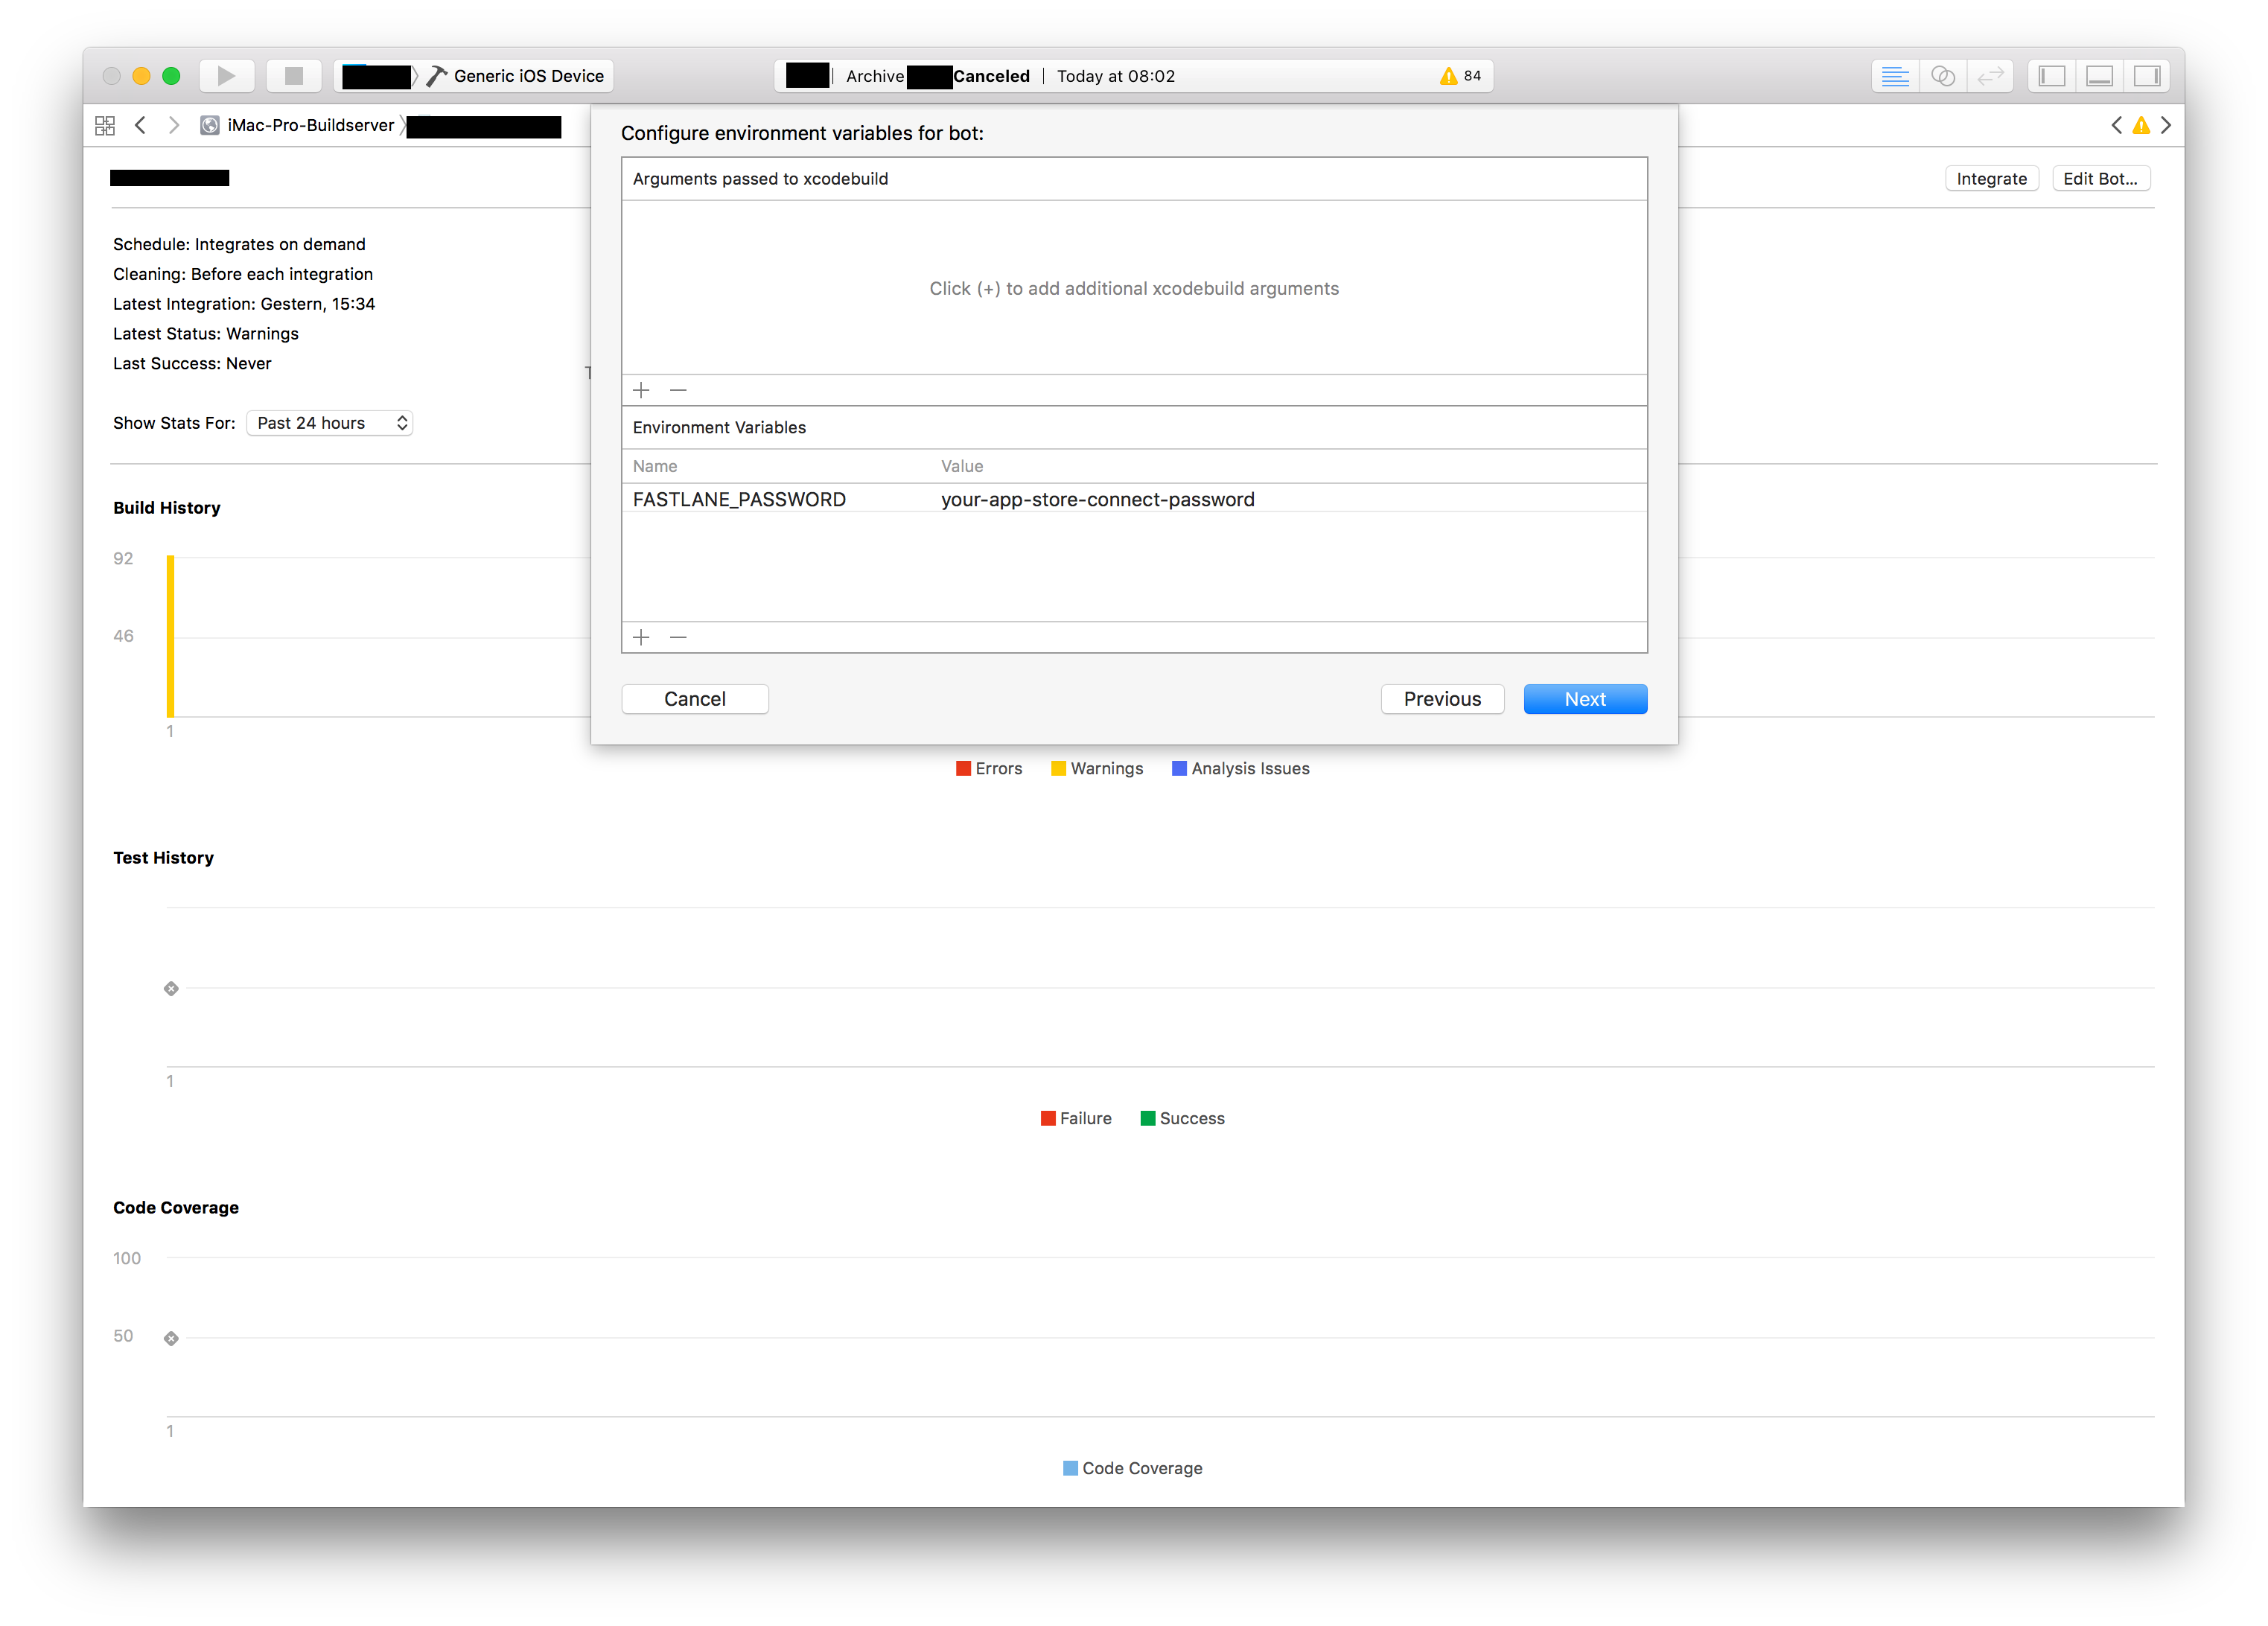 Generic iOS Device
Archive Canceled | Today at 08:02
84
iMac-Pro-Buildserver
Configure environment variables for bot:
Integrate
Edit Bot...
Arguments passed to xcodebuild
Click (+) to add additional xcodebuild arguments
Schedule: Integrates on demand
Cleaning: Before each integration
Latest Integration: Gestern, 15:34
Latest Status: Warnings
Last Success: Never
Show Stats For: Past 24 hours
Environment Variables
Name Value
FASTLANE_PASSWORD your-app-store-connect-password
Cancel
Previous
Next
Build History
92
46
1
Errors
Warnings
Analysis Issues
Test History
1
Failure
Success
Code Coverage
100
50
1
Code Coverage